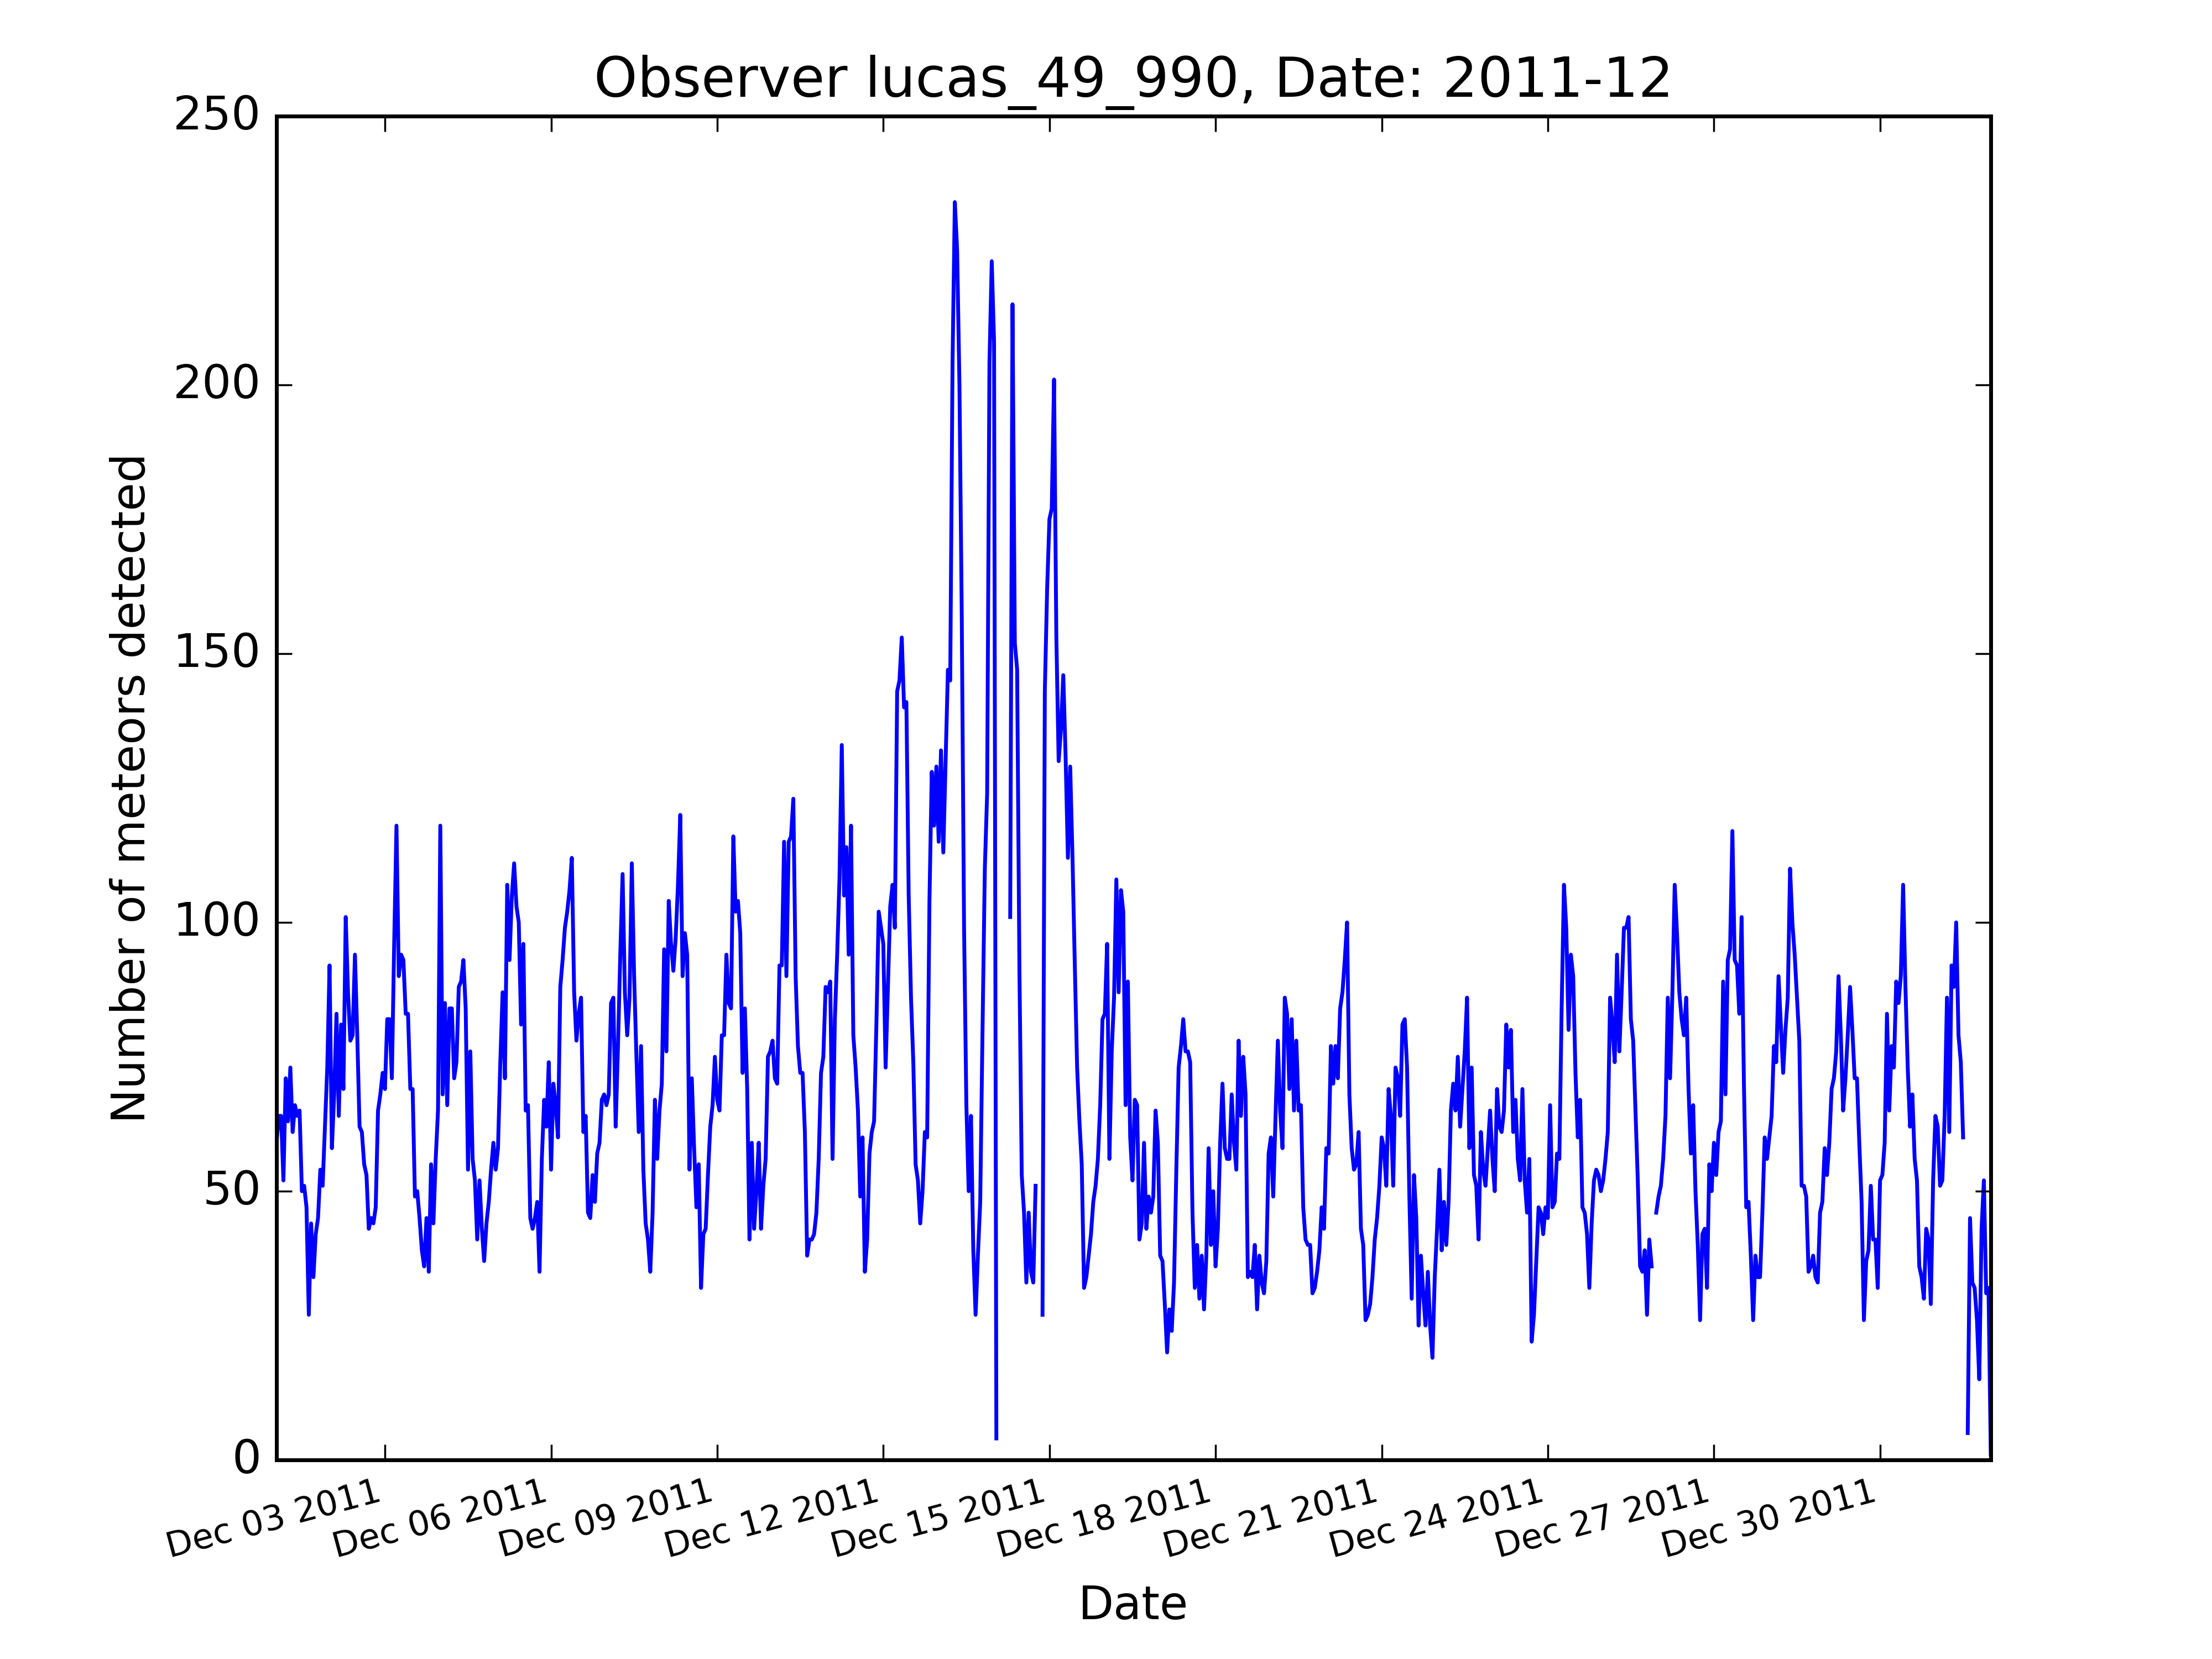 Observer lucas_49_990, Date: 2011-12
Number of meteors detected
250
200
150
100
50
0
Dec 03 2011
Dec 06 2011
Dec 09 2011
Dec 12 2011
Dec 15 2011
Dec 18 2011
Dec 21 2011
Dec 24 2011
Dec 27 2011
Dec 30 2011
Date